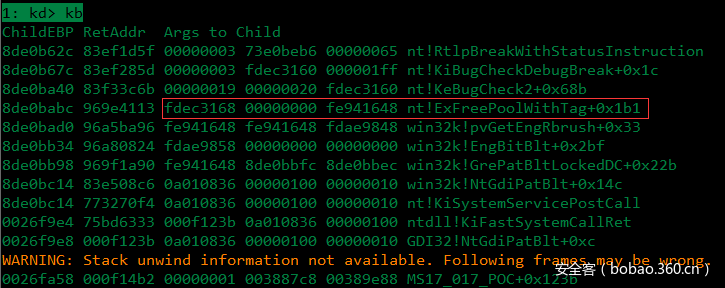 1: kd> kb
ChildEBP RetAddr  Args to Child
8de0b62c 83ef1d5f 00000003 73e0beb6 00000065 nt!RtlpBreakWithStatusInstruction
8de0b67c 83ef285d 00000003 fdec3160 000001ff nt!KiBugCheckDebugBreak+0x1c
8de0ba40 83f33c6b 00000019 00000020 fdec3160 nt!KeBugCheck2+0x68b
8de0babc 969e4113 fdec3168 00000000 fe941648 nt!ExFreePoolWithTag+0x1b1
8de0bad0 96a5ba96 fe941648 fe941648 fdae9848 win32k!pvGetEngRbrush+0x33
8de0bb34 96a80824 fdae9858 00000000 00000000 win32k!EngBitBlt+0x2bf
8de0bb98 969f1a90 fe941648 8de0bbfc 8de0bbec win32k!GrePatBltLockedDC+0x22b
8de0bc14 83e508c6 0a010836 00000100 00000010 win32k!NtGdiPatBlt+0x14c
8de0bc14 773270f4 0a010836 00000100 00000010 nt!KiSystemServicePostCall
0026f9e4 75bd6333 000f123b 0a010836 00000100 ntdll!KiFastSystemCallRet
0026f9e8 000f123b 0a010836 00000100 00000010 GDI32!NtGdiPatBlt+0xc
WARNING: Stack unwind information not available. Following frames may be wrong.
0026fa58 000f14b2 00000001 003887c8 00389e88 MS17_017_POC+0x123b
安全客（bobao.360.cn）